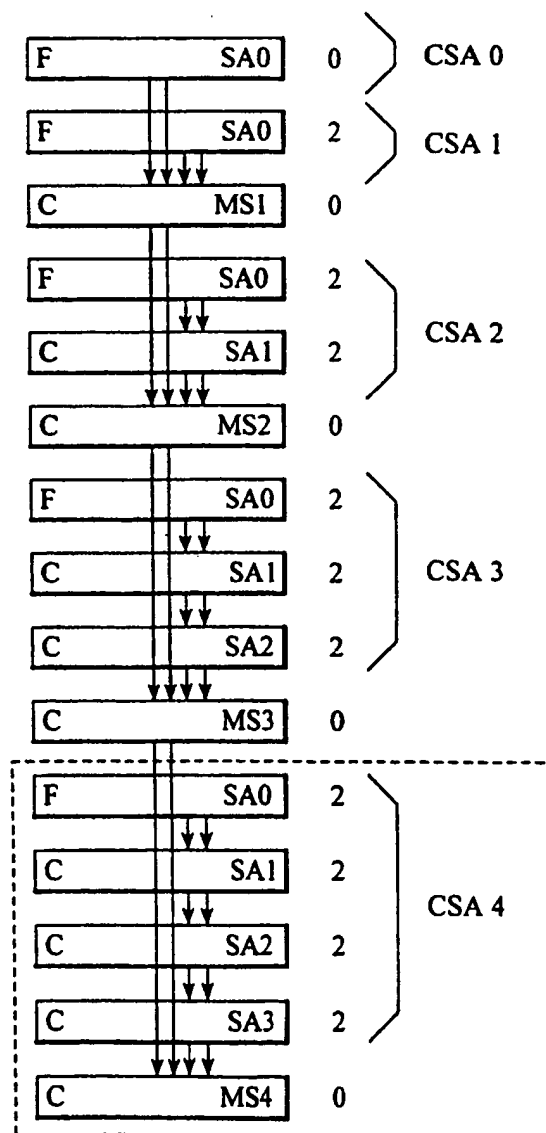 F SA0 0 CSA 0
F SA0 2 CSA 1
C MS1 0
F SA0 2
CSA 2
C SA1 2
C MS2 0
F SA0 2
C SA1 2 CSA 3
C SA2 2
C MS3 0
F SA0 2
C SA1 2
CSA 4
C SA2 2
C SA3 2
C MS4 0